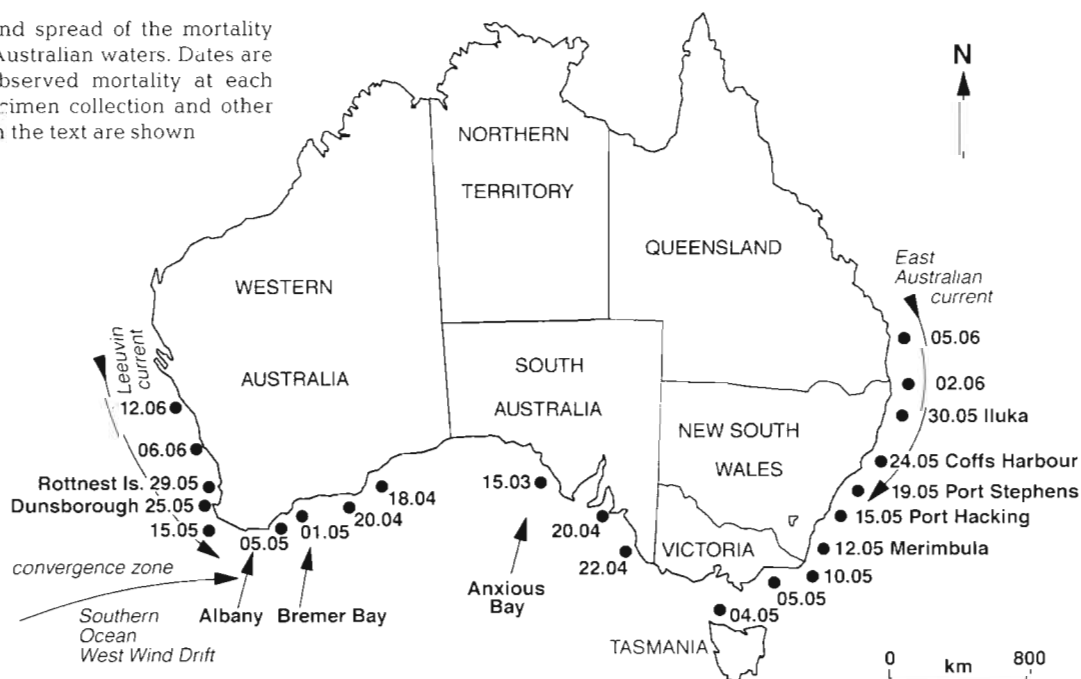 nd spread of the mortality
Australian waters. Dates are
bserved mortality at each
cimen collection and other
n the text are shown
N
NORTHERN
TERRITORY
QUEENSLAND
WESTERN
AUSTRALIA
SOUTH
AUSTRALIA
NEW SOUTH
WALES
VICTORIA
TASMANIA
East
Australian
current
05.06
02.06
30.05 Iluka
24.05 Coffs Harbour
19.05 Port Stephens
15.05 Port Hacking
12.05 Merimbula
10.05
05.05
04.05
Leeuvin
current
12.06
06.06
Rottnest Is. 29.05
Dunsborough 25.05
15.05
05.05
01.05
20.04
18.04
15.03
20.04
22.04
convergence zone
Southern
Ocean
West Wind Drift
Albany
Bremer Bay
Anxious
Bay
0 km 800